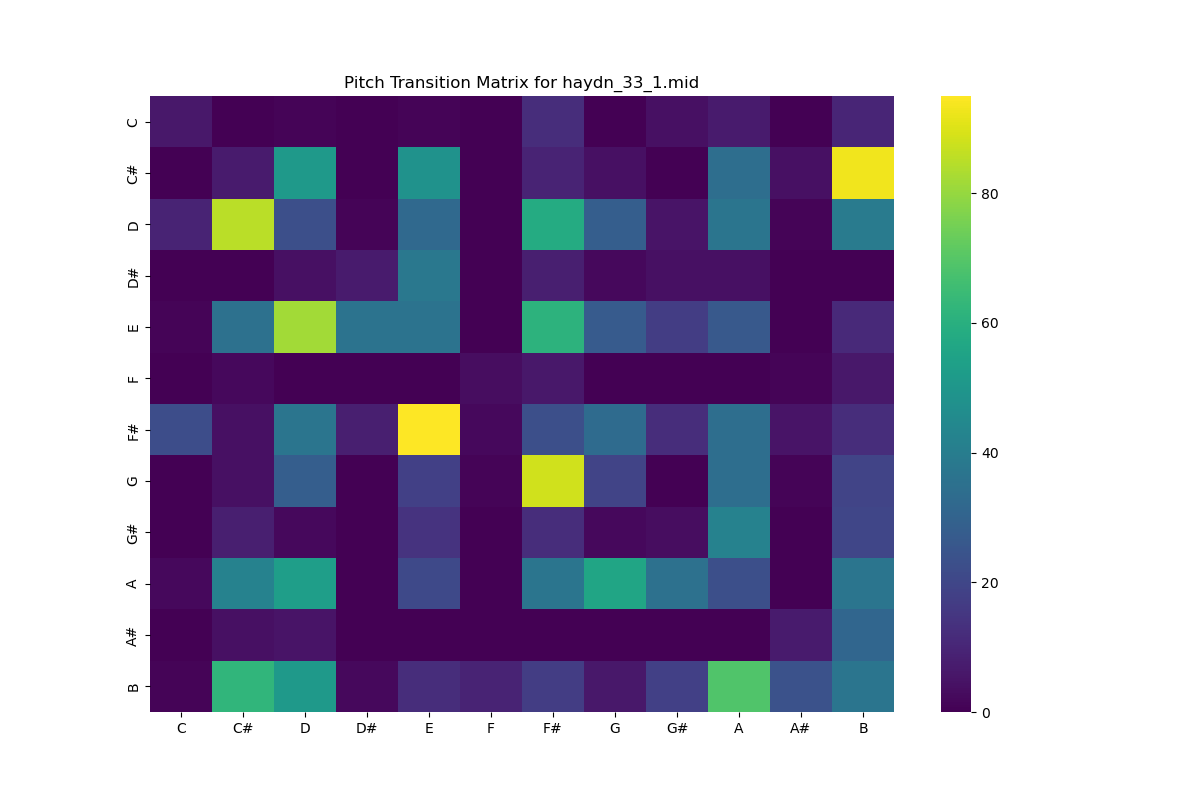 Pitch Transition Matrix for haydn_33_1.mid
C
C#
D
D#
E
F
F#
G
G#
A
A#
B
C C# D D# E F F# G G# A A# B
80
60
40
20
0